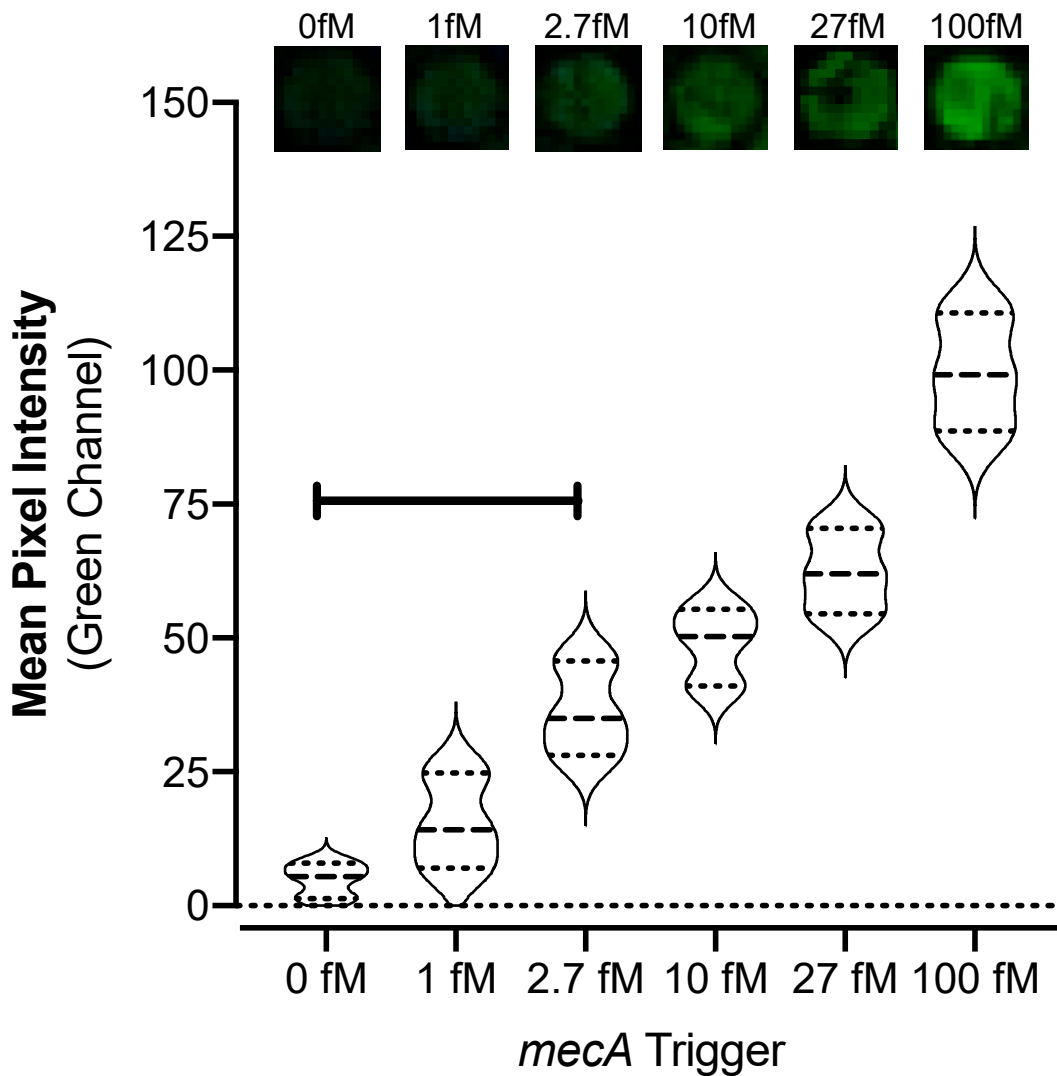 0fM 1fM 2.7fM 10fM 27fM 100fM
150
125
100
75
50
25
0
Mean Pixel Intensity
(Green Channel)
0 fM 1 fM 2.7 fM 10 fM 27 fM 100 fM
mecA Trigger